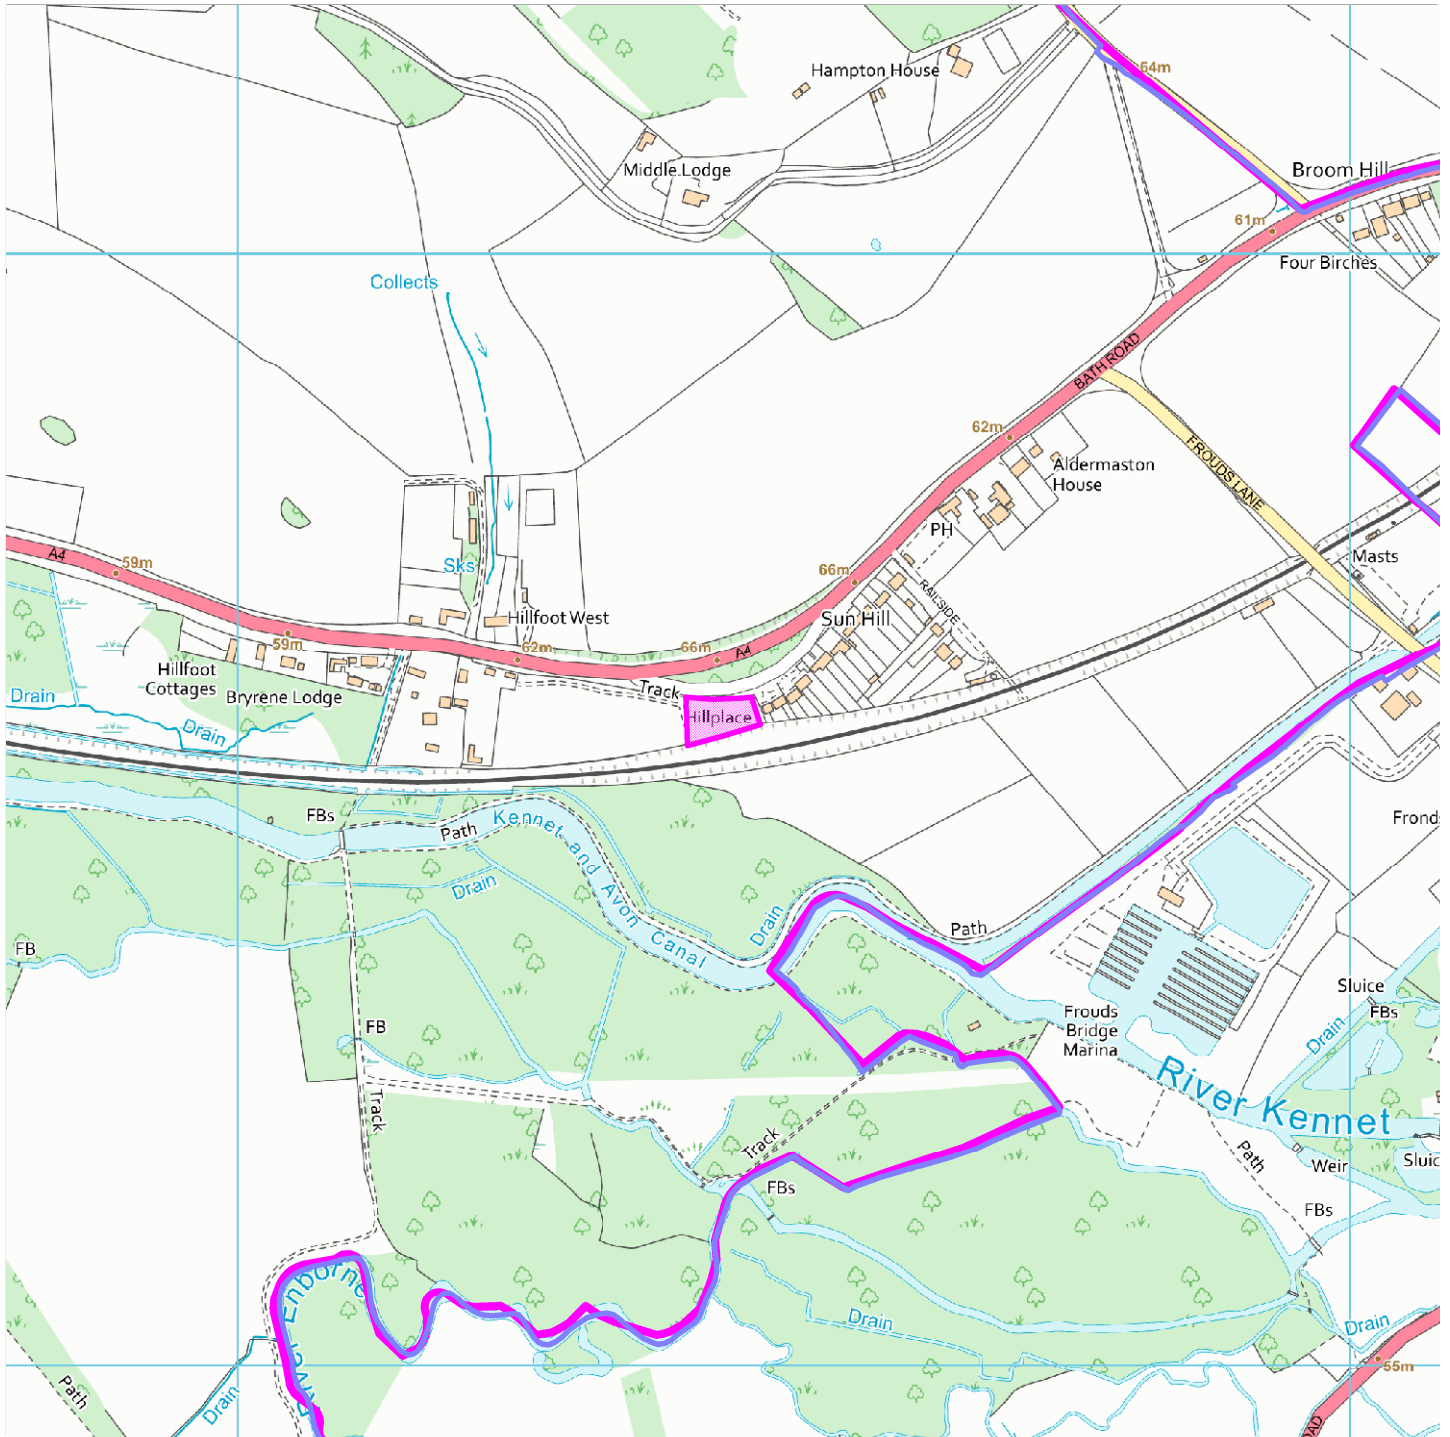 64m
Hampton House
Middle Lodge
Broom Hill
61m
Four Birches
Collects
BATH ROAD
62m
FROUDS LANE
Aldermaston
House
PH
A4
59m
Sks
66m
Masts
RAILSIDE
Hillfoot West
Sun Hill
59m
62m
66m
A4
Hillfoot
Cottages
Bryrene Lodge
Track
Hillplace
Drain
Drain
FBs
Path
Kennet and Avon Canal
Frond
Drain
Drain
Path
FB
Sluice
FBs
Frouds
Bridge
Marina
FB
Drain
River Kennet
Track
Track
Path
Weir
Sluic
FBs
FBs
River Enborne
Drain
Drain
55m
Path
Drain
OAD